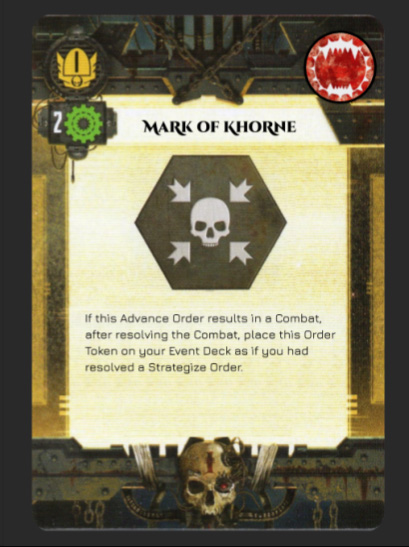 2
MARK OF KHORNE
If this Advance Order results in a Combat,
after resolving the Combat, place this Order
Token on your Event Deck as if you had
resolved a Strategize Order.